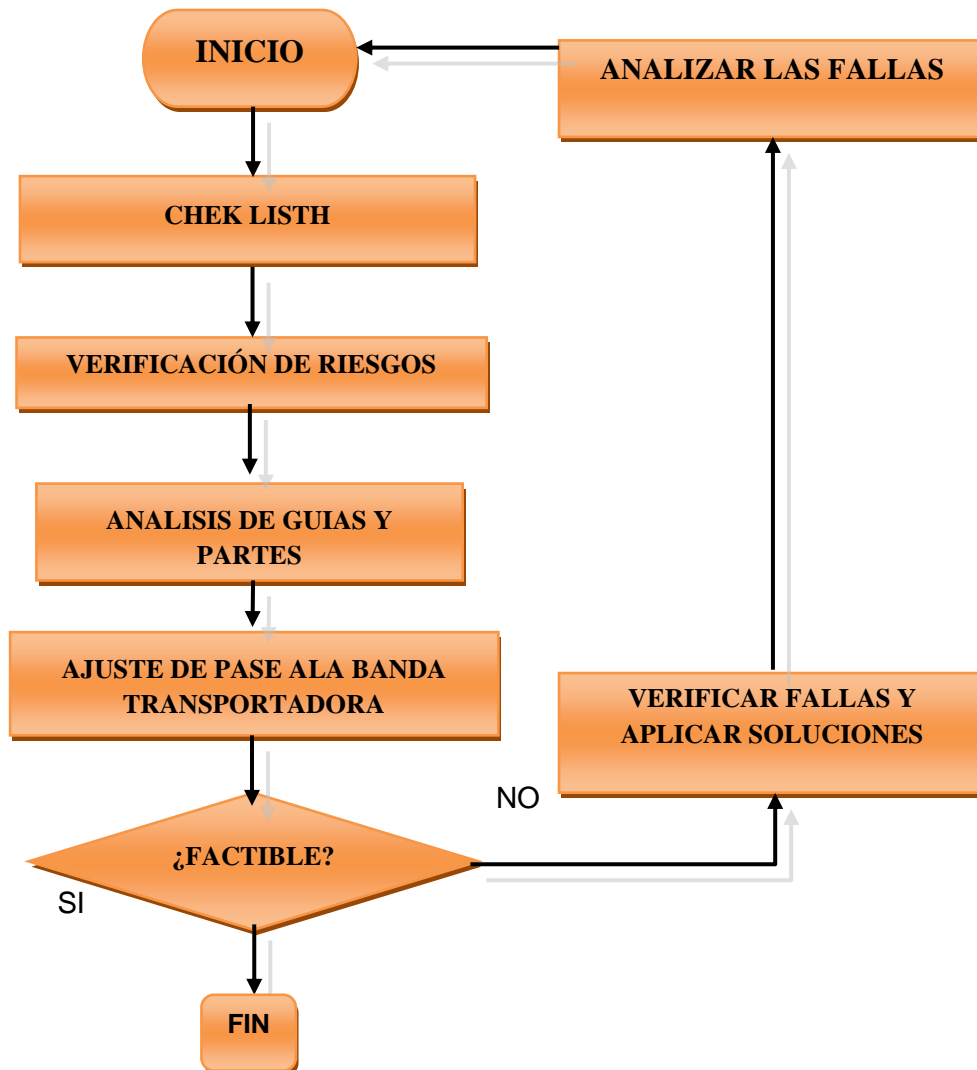 INICIO
ANALIZAR LAS FALLAS
CHEK LISTH
VERIFICACIÓN DE RIESGOS
ANALISIS DE GUIAS Y
PARTES
AJUSTE DE PASE ALA BANDA
TRANSPORTADORA
VERIFICAR FALLAS Y
APLICAR SOLUCIONES
NO
¿FACTIBLE?
SI
FIN